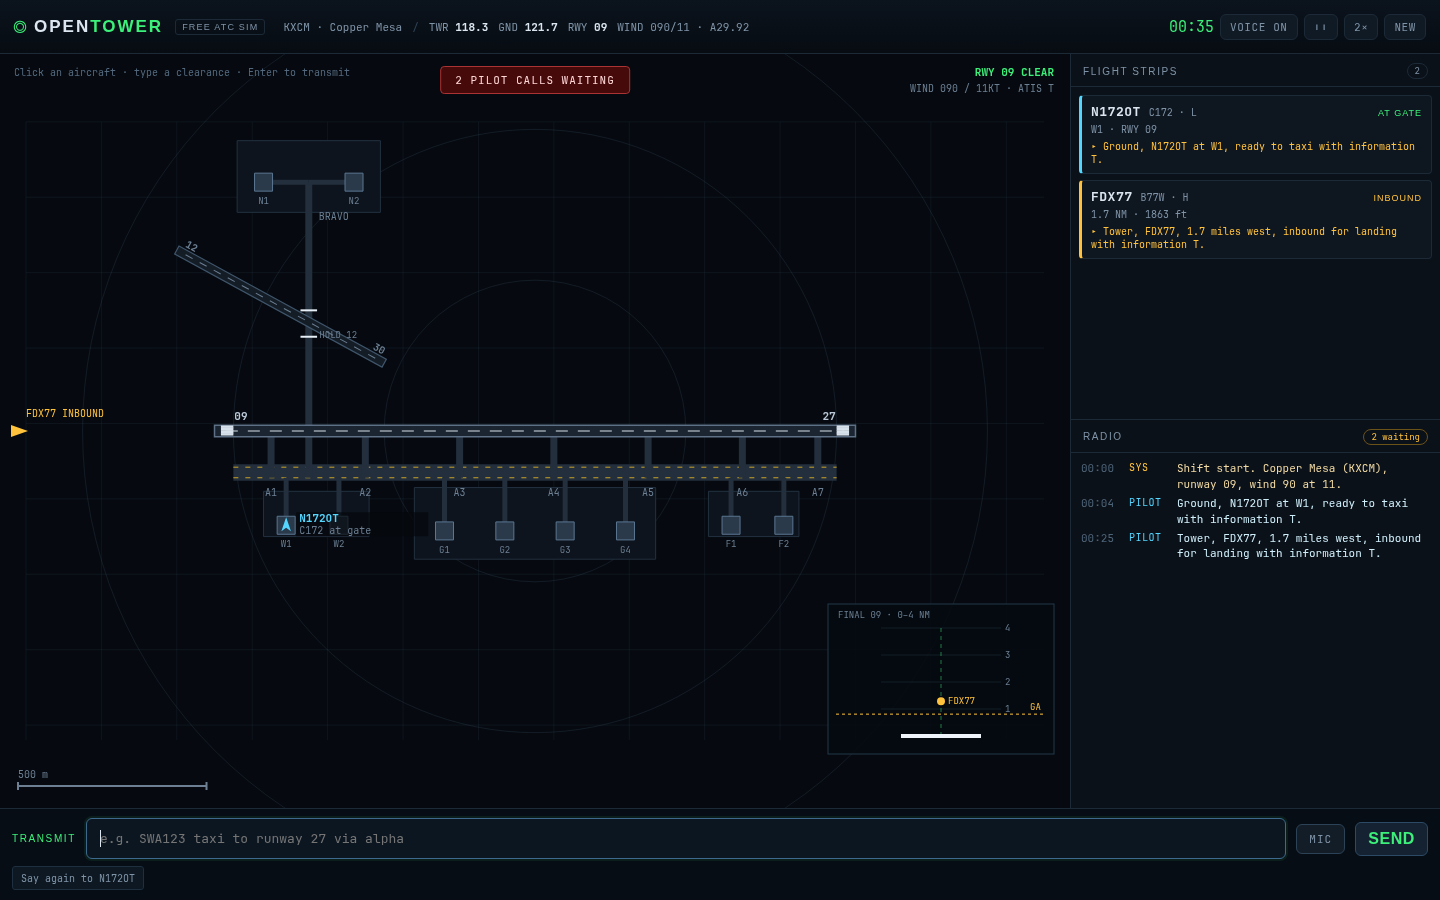 OPENTOWER FREE ATC SIM KXCM · Copper Mesa / TWR 118.3 GND 121.7 RWY 09 WIND 090/11 · A29.92 00:35 VOICE ON 2× NEW
Click an aircraft · type a clearance · Enter to transmit
2 PILOT CALLS WAITING
RWY 09 CLEAR
WIND 090 / 11KT · ATIS T
N1 N2
BRAVO
12
HOLD 12
30
FDX77 INBOUND
09 27
A1 A2 A3 A4 A5 A6 A7
N172OT
C172 at gate
W1 W2 G1 G2 G3 G4 F1 F2
FINAL 09 · 0–4 NM
4
3
2
FDX77
1 GA
500 m
FLIGHT STRIPS 2
N172OT C172 · L AT GATE
W1 · RWY 09
‣ Ground, N172OT at W1, ready to taxi with information
T.
FDX77 B77W · H INBOUND
1.7 NM · 1863 ft
‣ Tower, FDX77, 1.7 miles west, inbound for landing
with information T.
RADIO 2 waiting
00:00 SYS Shift start. Copper Mesa (KXCM),
runway 09, wind 90 at 11.
00:04 PILOT Ground, N172OT at W1, ready to taxi
with information T.
00:25 PILOT Tower, FDX77, 1.7 miles west, inbound
for landing with information T.
TRANSMIT e.g. SWA123 taxi to runway 27 via alpha MIC SEND
Say again to N172OT